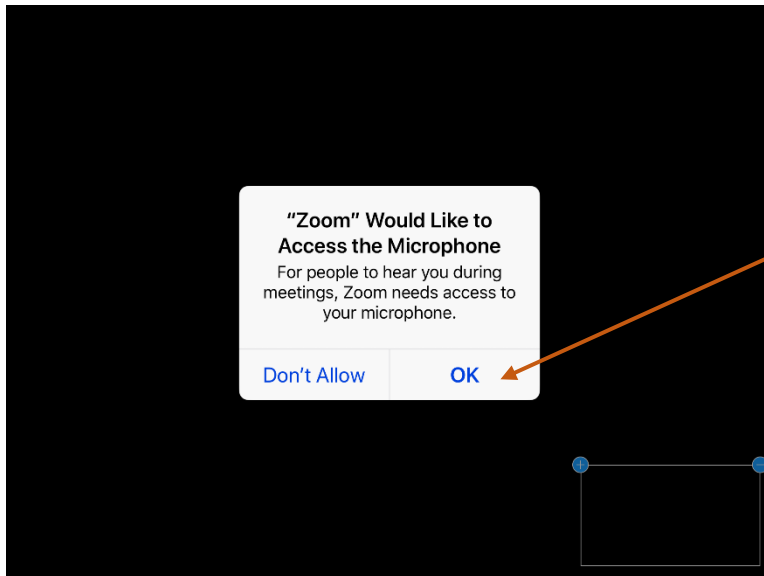 “Zoom” Would Like to
Access the Microphone
For people to hear you during
meetings, Zoom needs access to
your microphone.
Don’t Allow
OK